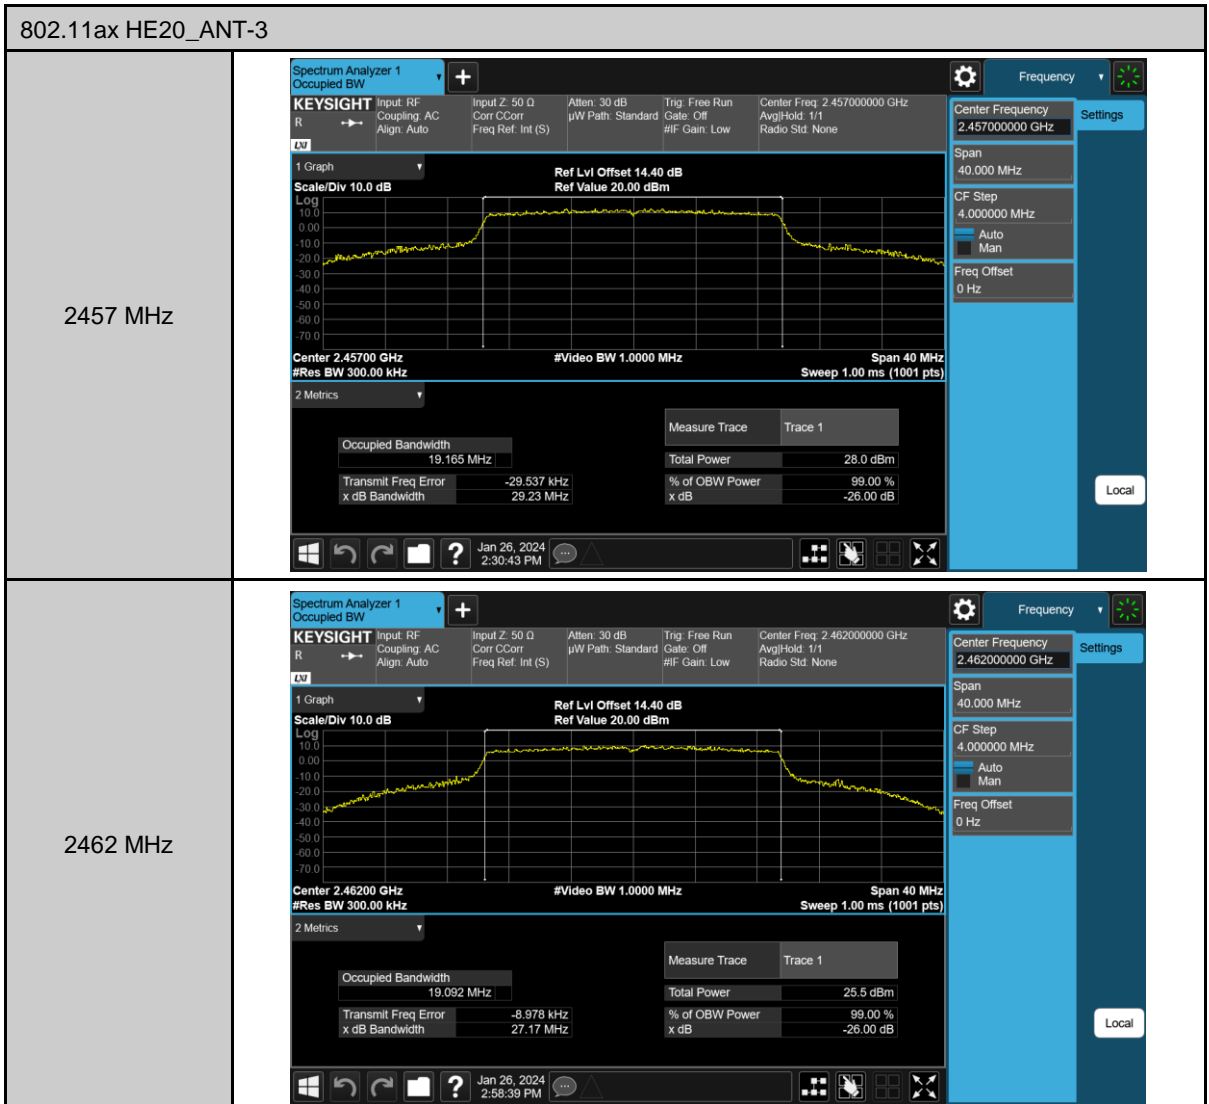 802.11ax HE20_ANT-3
2457 MHz
Spectrum Analyzer 1
Occupied BW
+
Frequency
KEYSIGHT
R
LXI
Input: RF
Coupling: AC
Align: Auto
Input Z: 50 Ω
Corr CCorr
Freq Ref: Int (S)
Atten: 30 dB
µW Path: Standard
Trig: Free Run
Gate: Off
#IF Gain: Low
Center Freq: 2.457000000 GHz
Avg|Hold: 1/1
Radio Std: None
Center Frequency
2.457000000 GHz
Settings
Span
40.000 MHz
CF Step
4.000000 MHz
Auto
Man
Freq Offset
0 Hz
1 Graph
Scale/Div 10.0 dB
Ref Lvl Offset 14.40 dB
Ref Value 20.00 dBm
Log
10.0
0.00
-10.0
-20.0
-30.0
-40.0
-50.0
-60.0
-70.0
Center 2.45700 GHz
#Video BW 1.0000 MHz
Span 40 MHz
#Res BW 300.00 kHz
Sweep 1.00 ms (1001 pts)
2 Metrics
Measure Trace Trace 1
Occupied Bandwidth
19.165 MHz
Total Power 28.0 dBm
Transmit Freq Error -29.537 kHz
% of OBW Power 99.00 %
x dB Bandwidth 29.23 MHz
x dB -26.00 dB
Local
?
Jan 26, 2024
2:30:43 PM
2462 MHz
Spectrum Analyzer 1
Occupied BW
+
Frequency
KEYSIGHT
R
LXI
Input: RF
Coupling: AC
Align: Auto
Input Z: 50 Ω
Corr CCorr
Freq Ref: Int (S)
Atten: 30 dB
µW Path: Standard
Trig: Free Run
Gate: Off
#IF Gain: Low
Center Freq: 2.462000000 GHz
Avg|Hold: 1/1
Radio Std: None
Center Frequency
2.462000000 GHz
Settings
Span
40.000 MHz
CF Step
4.000000 MHz
Auto
Man
Freq Offset
0 Hz
1 Graph
Scale/Div 10.0 dB
Ref Lvl Offset 14.40 dB
Ref Value 20.00 dBm
Log
10.0
0.00
-10.0
-20.0
-30.0
-40.0
-50.0
-60.0
-70.0
Center 2.46200 GHz
#Video BW 1.0000 MHz
Span 40 MHz
#Res BW 300.00 kHz
Sweep 1.00 ms (1001 pts)
2 Metrics
Measure Trace Trace 1
Occupied Bandwidth
19.092 MHz
Total Power 25.5 dBm
Transmit Freq Error -8.978 kHz
% of OBW Power 99.00 %
x dB Bandwidth 27.17 MHz
x dB -26.00 dB
Local
?
Jan 26, 2024
2:58:39 PM